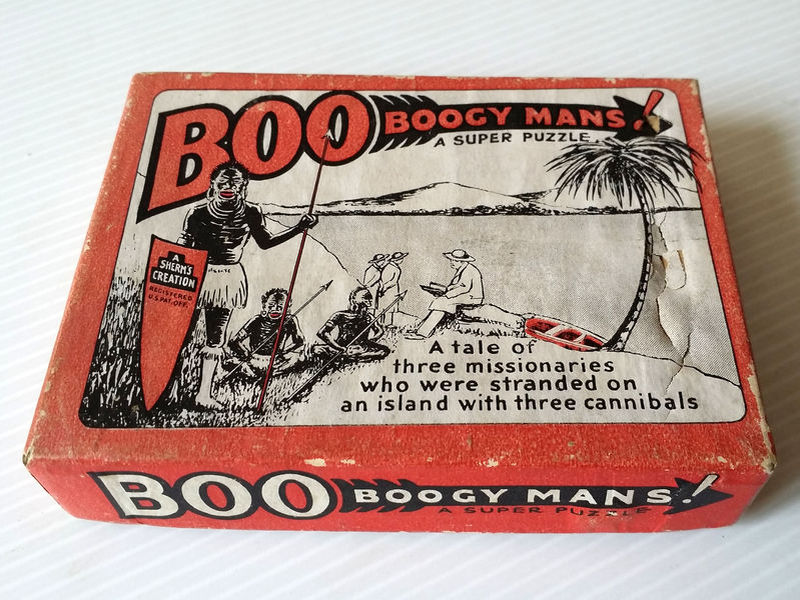 BOO BOOGY MANS!
A SUPER PUZZLE
A
SHERM'S
CREATION
REGISTERED
U.S. PAT. OFF.
A tale of
three missionaries
who were stranded on
an island with three cannibals
BOO BOOGY MANS!
A SUPER PUZZLE